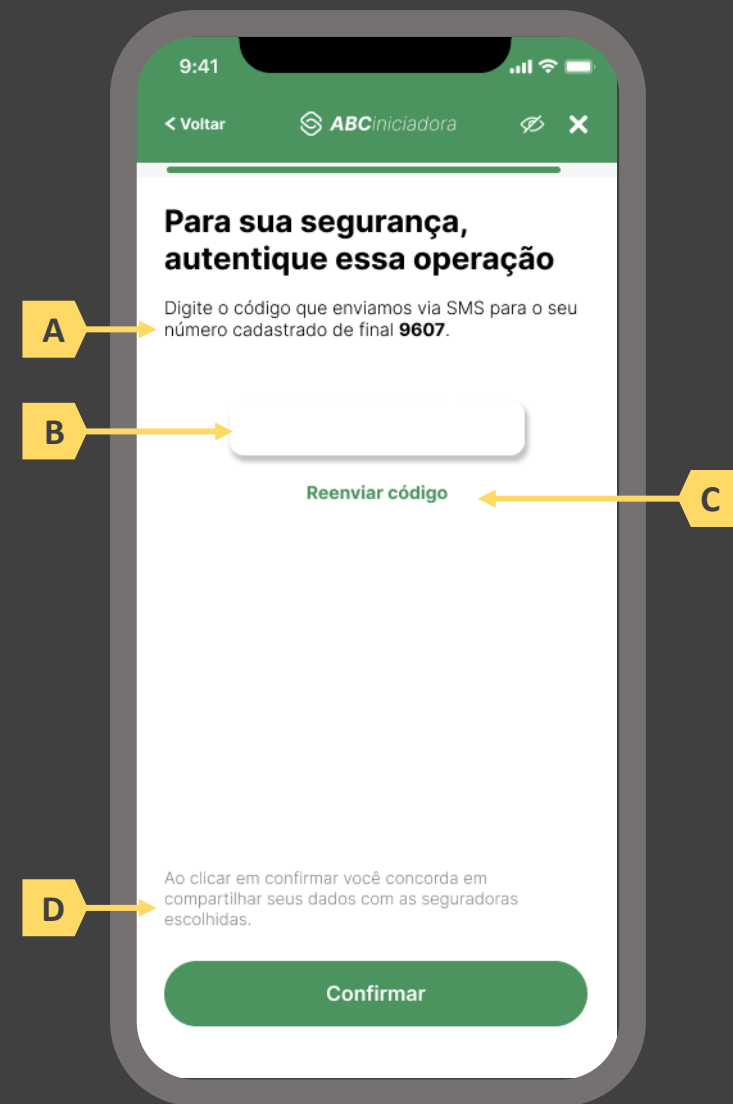 9:41
< Voltar
ABCiniciadora
Para sua segurança,
autentique essa operação
A
Digite o código que enviamos via SMS para o seu
número cadastrado de final 9607.
B
Reenviar código
C
D
Ao clicar em confirmar você concorda em
compartilhar seus dados com as seguradoras
escolhidas.
Confirmar